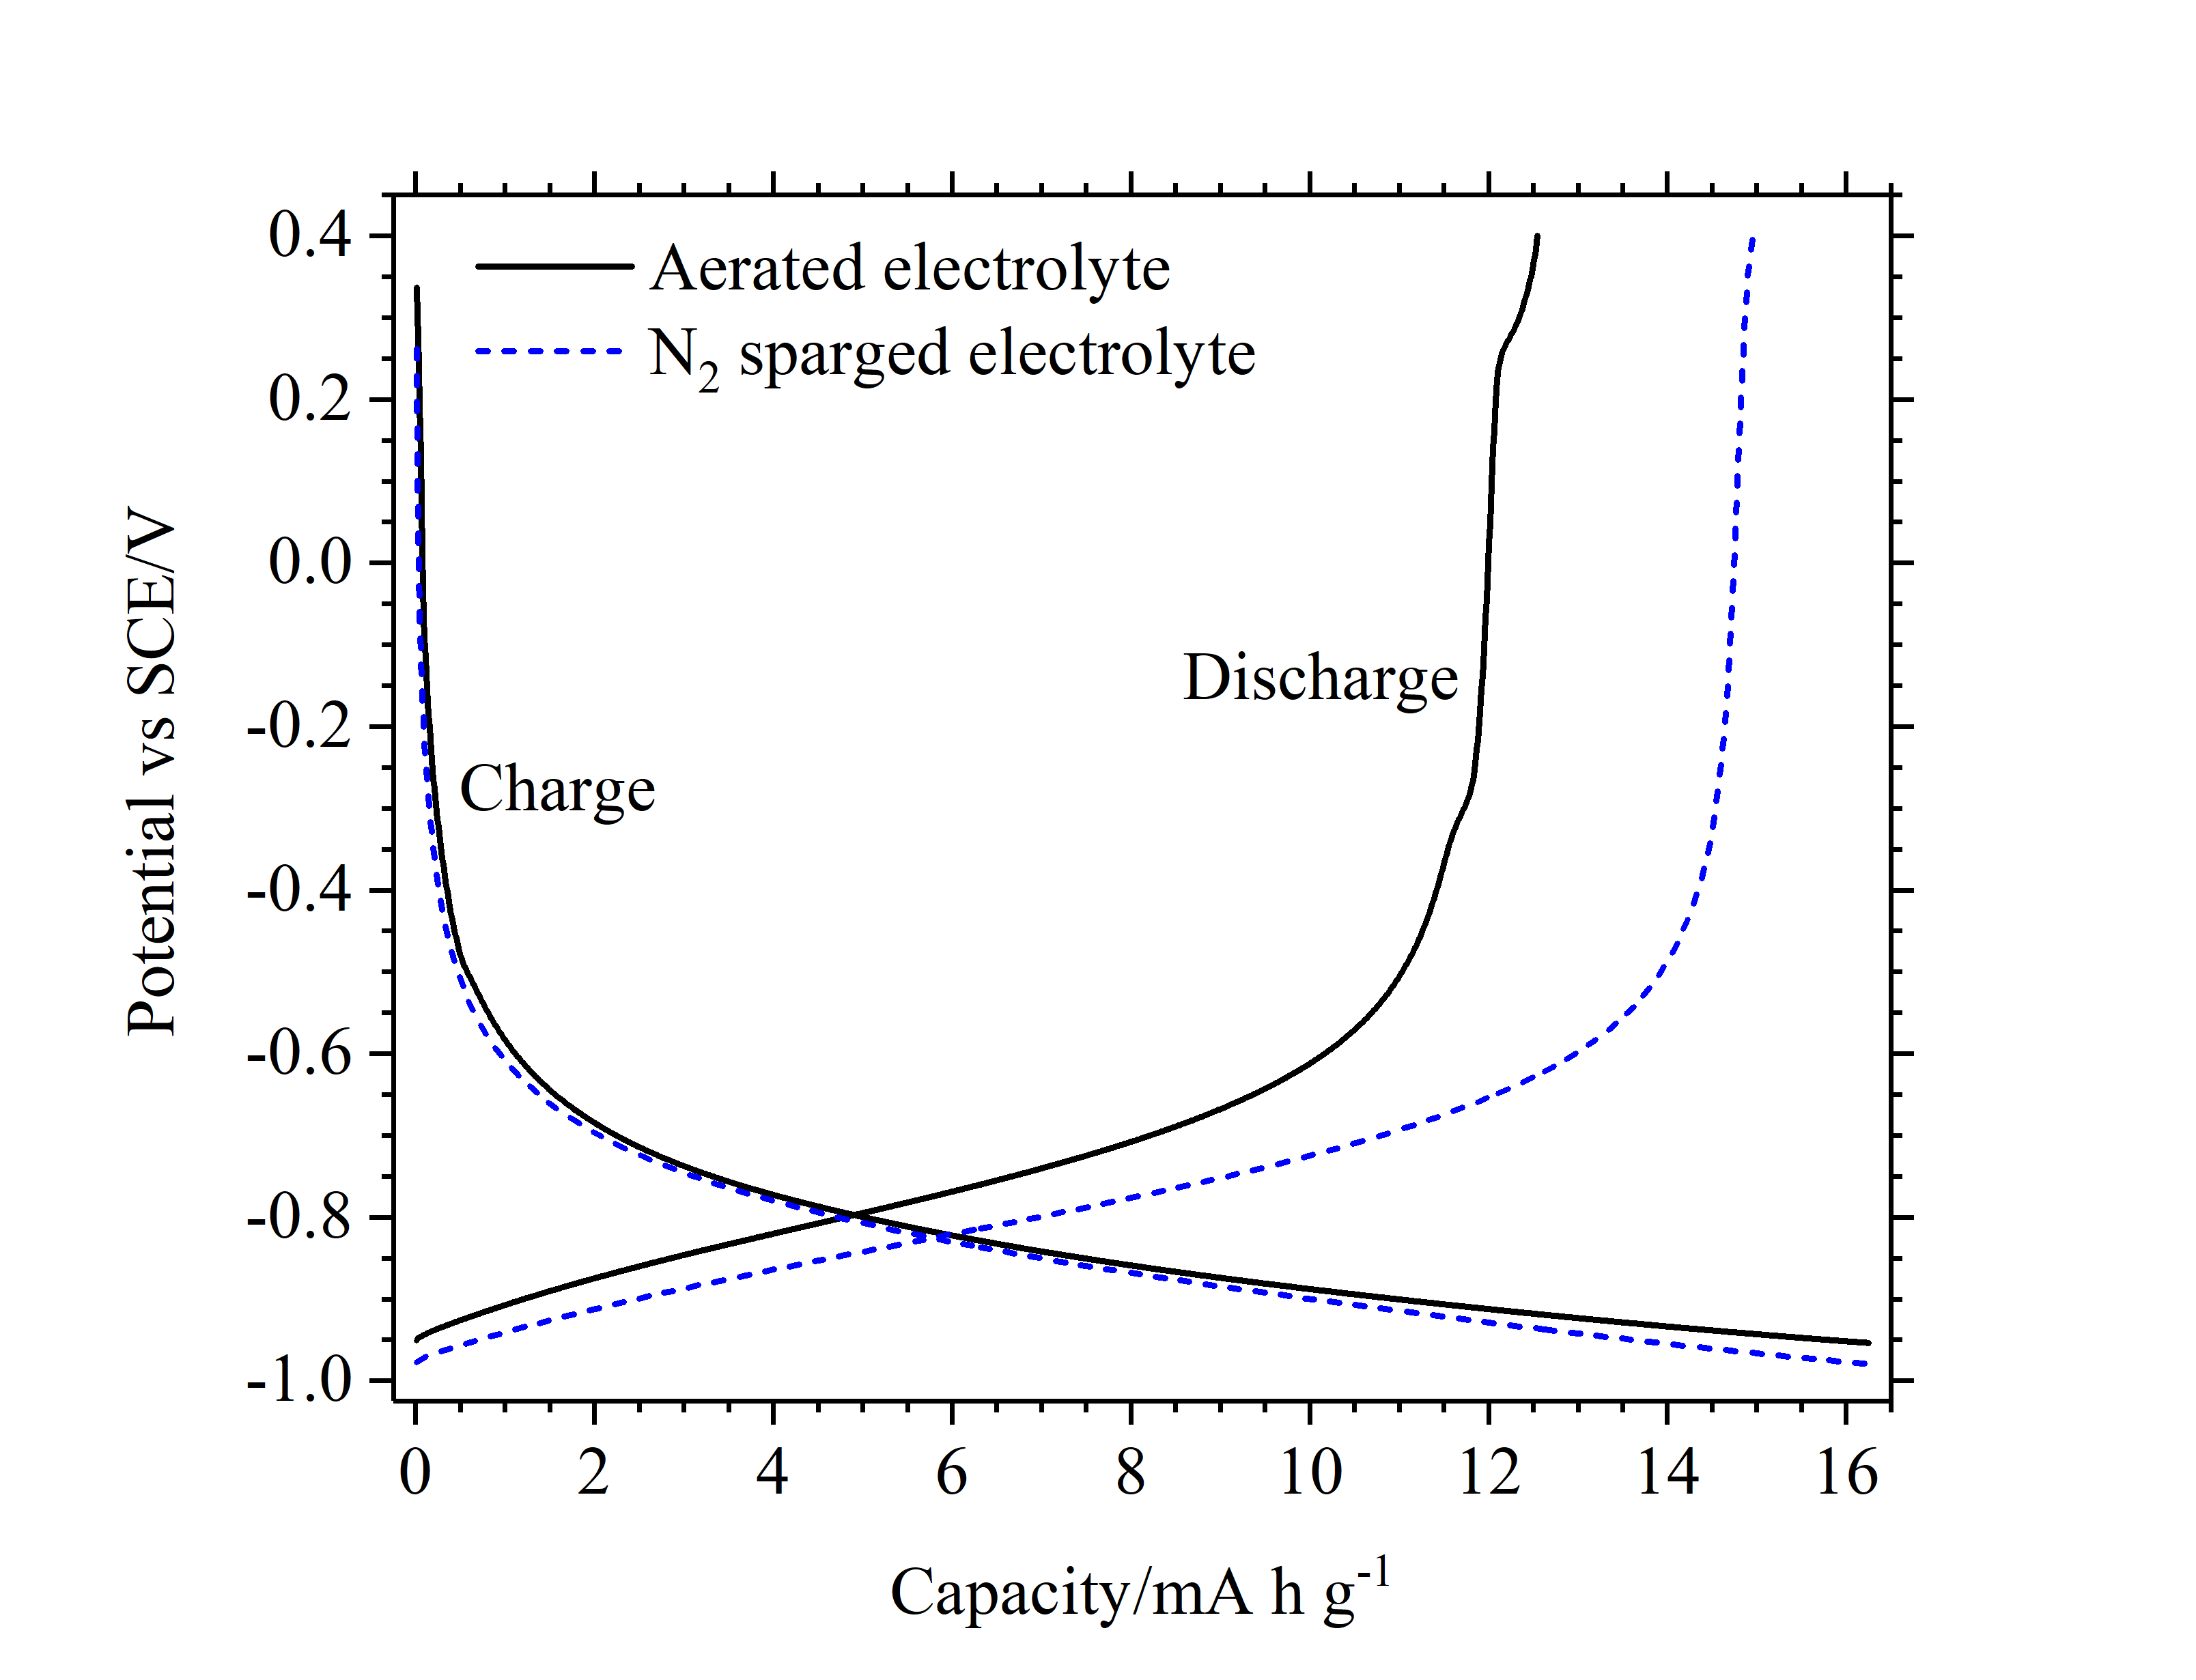 Aerated electrolyte
N2 sparged electrolyte
Charge
Discharge
Potential vs SCE/V
0.4
0.2
0.0
-0.2
-0.4
-0.6
-0.8
-1.0
0 2 4 6 8 10 12 14 16
Capacity/mA h g-1